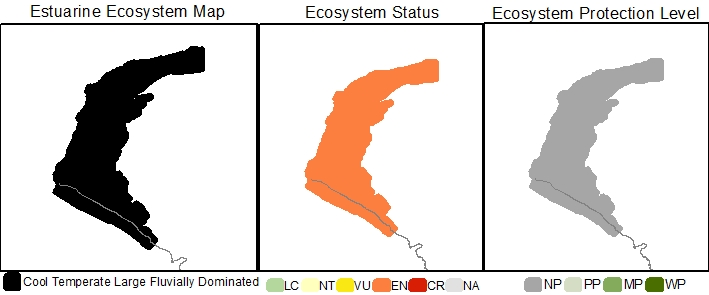 Estuarine Ecosystem Map
Ecosystem Status
Ecosystem Protection Level
Cool Temperate Large Fluvially Dominated
LC NT VU EN CR NA
NP PP MP WP